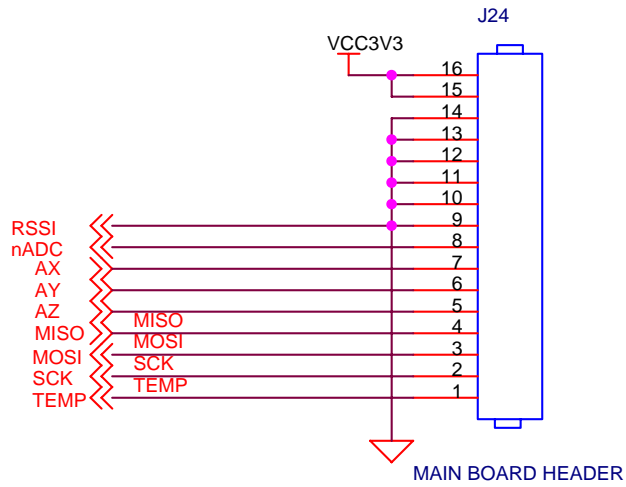 J24
VCC3V3
16
15
14
13
12
11
10
RSSI 9
nADC 8
AX 7
AY 6
AZ 5
MISO MISO 4
MOSI MOSI 3
SCK SCK 2
TEMP TEMP 1
MAIN BOARD HEADER